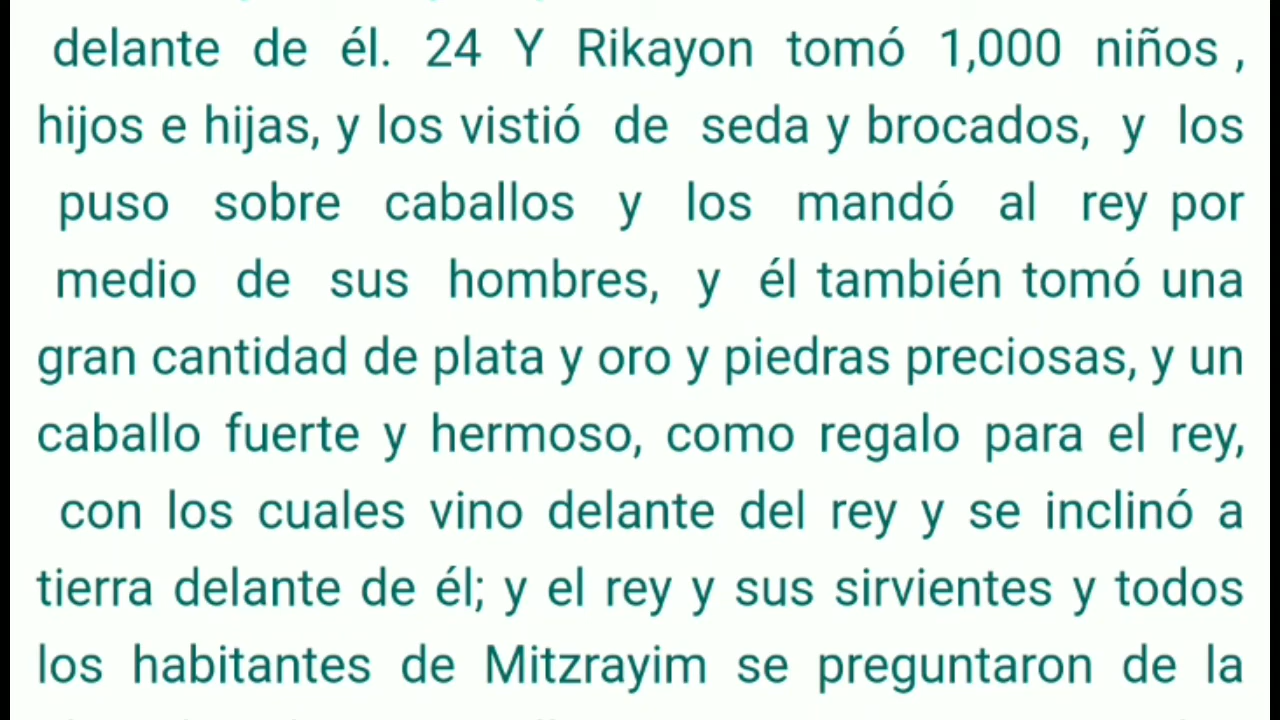 delante de él. 24 Y Rikayon tomó 1,000 niños ,
hijos e hijas, y los vistió de seda y brocados, y los
puso sobre caballos y los mandó al rey por
medio de sus hombres, y él también tomó una
gran cantidad de plata y oro y piedras preciosas, y un
caballo fuerte y hermoso, como regalo para el rey,
con los cuales vino delante del rey y se inclinó a
tierra delante de él; y el rey y sus sirvientes y todos
los habitantes de Mitzrayim se preguntaron de la